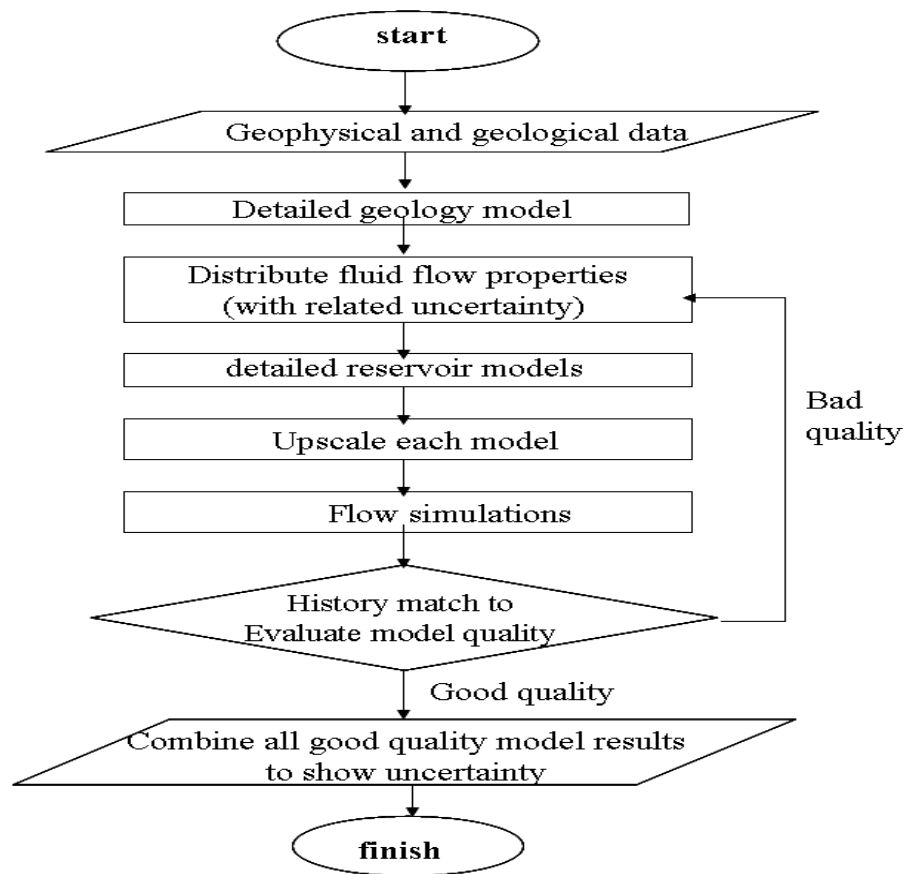 start
Geophysical and geological data
Detailed geology model
Distribute fluid flow properties
(with related uncertainty)
detailed reservoir models
Upscale each model
Flow simulations
History match to
Evaluate model quality
Bad
quality
Good quality
Combine all good quality model results
to show uncertainty
finish